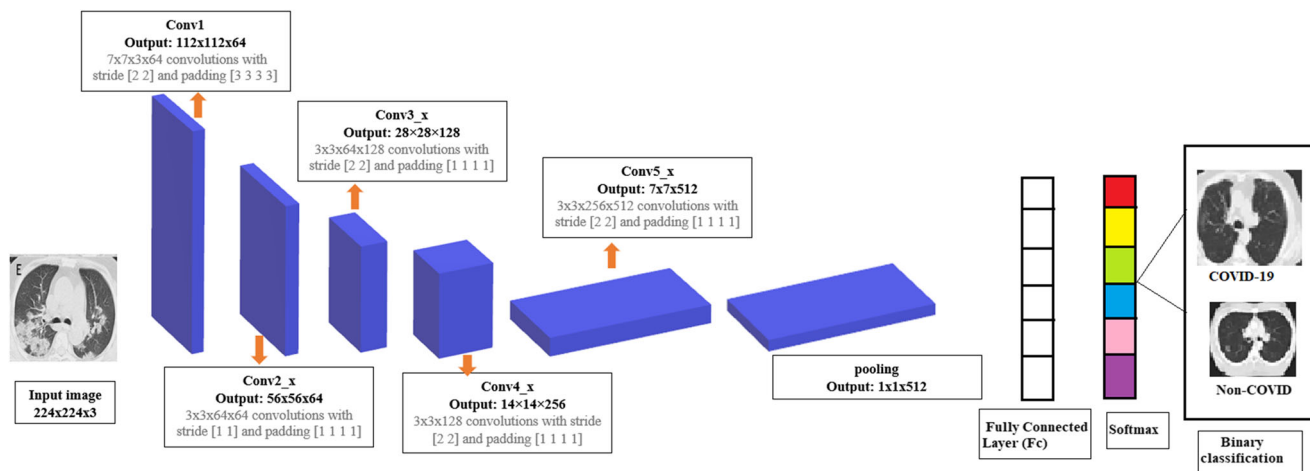 Conv1
Output: 112x112x64
7x7x3x64 convolutions with
stride [2 2] and padding [3 3 3 3]
Conv3_x
Output: 28×28×128
3x3x64x128 convolutions with
stride [2 2] and padding [1 1 1 1]
Conv5_x
Output: 7x7x512
3x3x256x512 convolutions with
stride [2 2] and padding [1 1 1 1]
E
Input image
224x224x3
Conv2_x
Output: 56x56x64
3x3x64x64 convolutions with
stride [1 1] and padding [1 1 1 1]
Conv4_x
Output: 14×14×256
3x3x128 convolutions with stride
[2 2] and padding [1 1 1 1]
pooling
Output: 1x1x512
Fully Connected
Layer (Fc)
Softmax
COVID-19
Non-COVID
Binary
classification